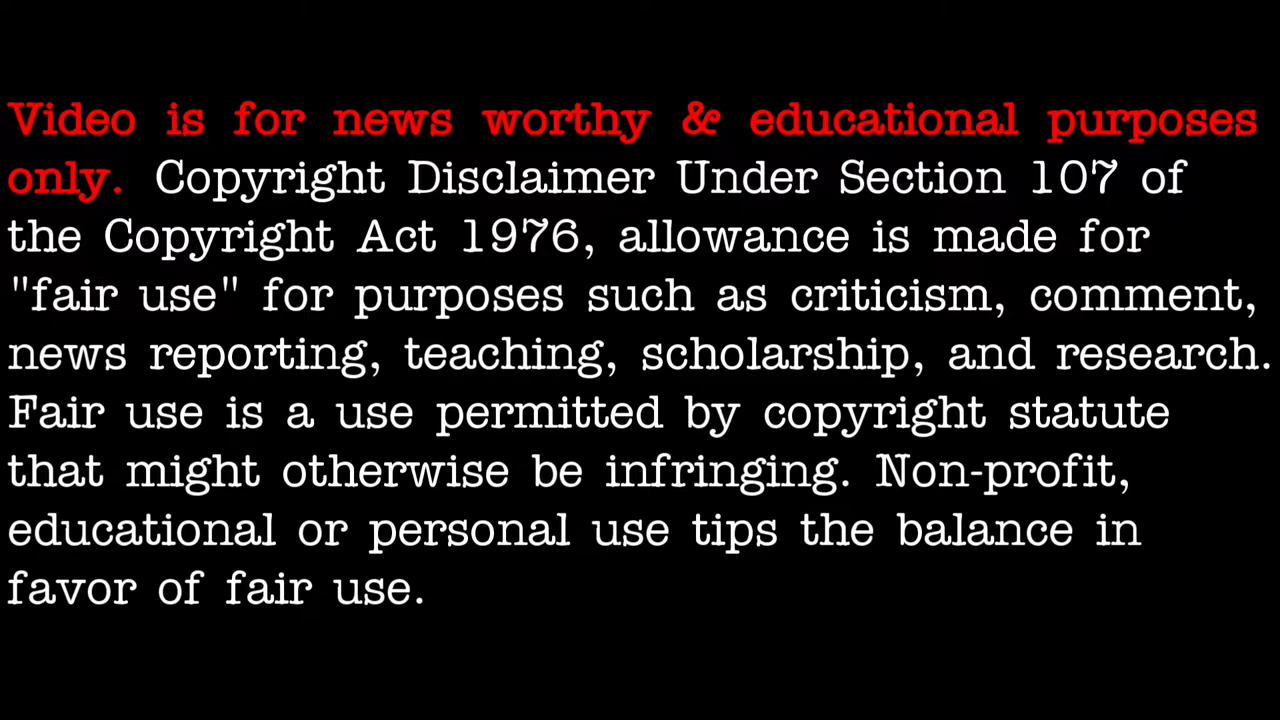 Video is for news worthy & educational purposes
only. Copyright Disclaimer Under Section 107 of
the Copyright Act 1976, allowance is made for
"fair use" for purposes such as criticism, comment,
news reporting, teaching, scholarship, and research.
Fair use is a use permitted by copyright statute
that might otherwise be infringing. Non-profit,
educational or personal use tips the balance in
favor of fair use.